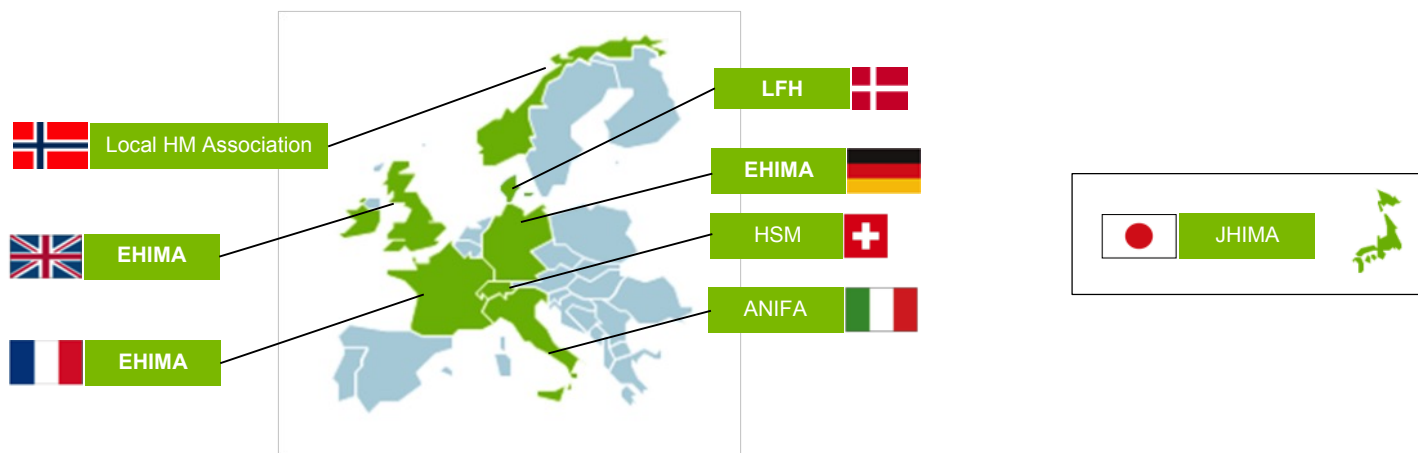 Local HM Association
EHIMA
EHIMA
LFH
EHIMA
HSM
ANIFA
JHIMA